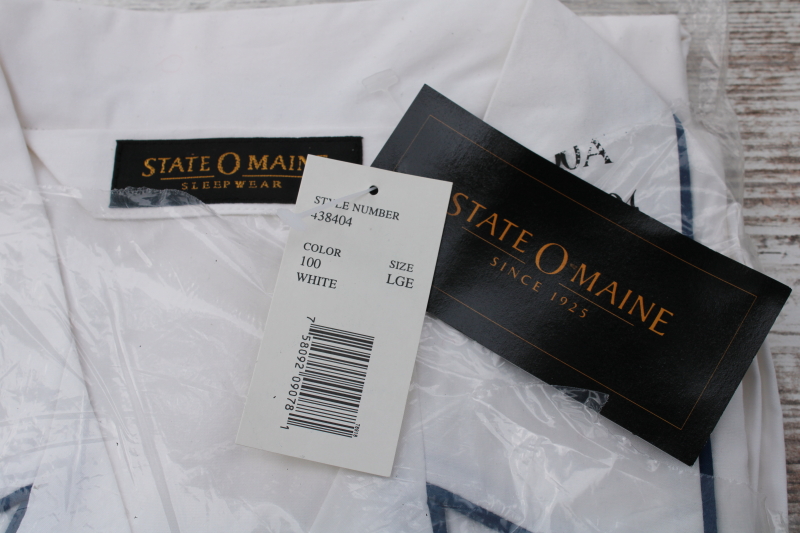 STATE O MAINE
SLEEPWEAR
STYLE NUMBER
438404
COLOR
100
WHITE
SIZE
LGE
7 58092 09078 1
STATE O MAINE
SINCE 1925